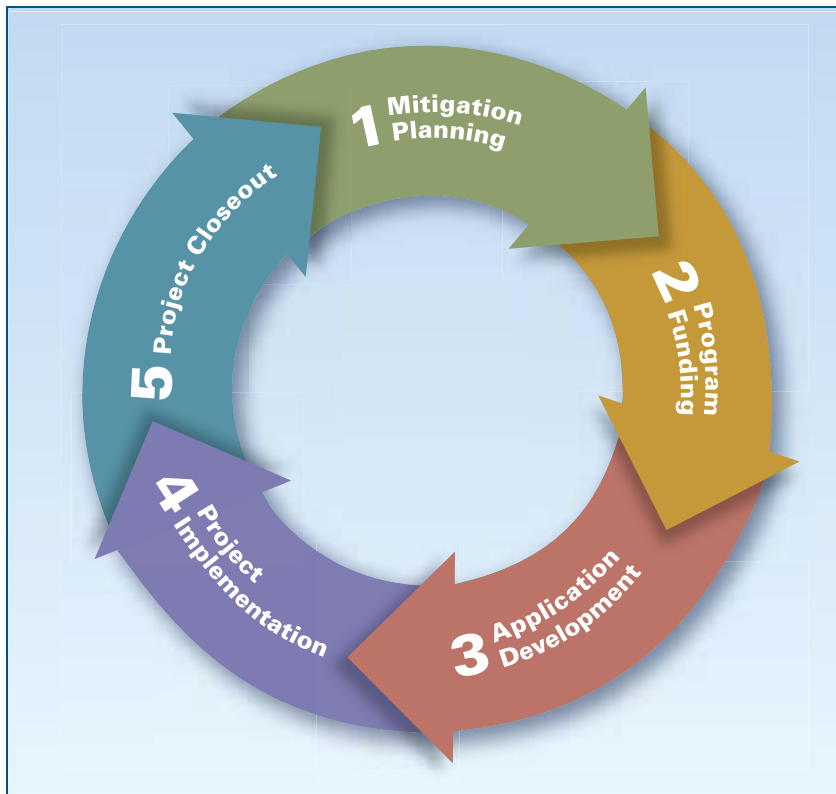 1 Mitigation
Planning
2 Program
Funding
3 Application
Development
4 Project
Implementation
5 Project Closeout